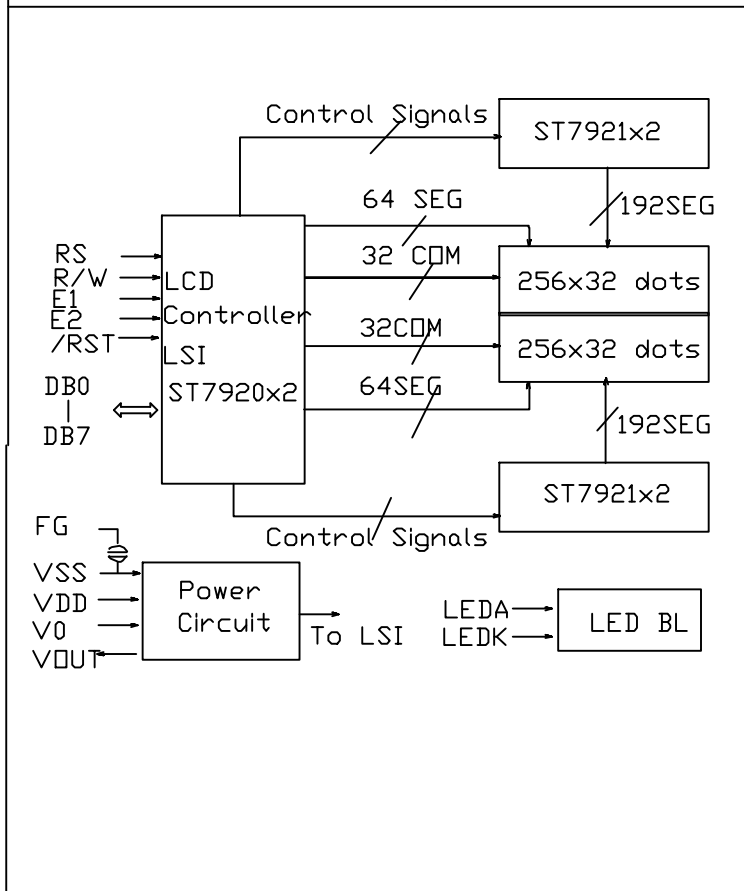 Control Signals
ST7921x2
64 SEG
192SEG
RS
R/W
E1
E2
/RST
LCD
Controller
LSI
ST7920x2
32 COM
256x32 dots
32COM
256x32 dots
DB0
DB7
64SEG
192SEG
ST7921x2
Control Signals
FG
VSS
VDD
V0
VOUT
Power
Circuit
To LSI
LEDA
LEDK
LED BL